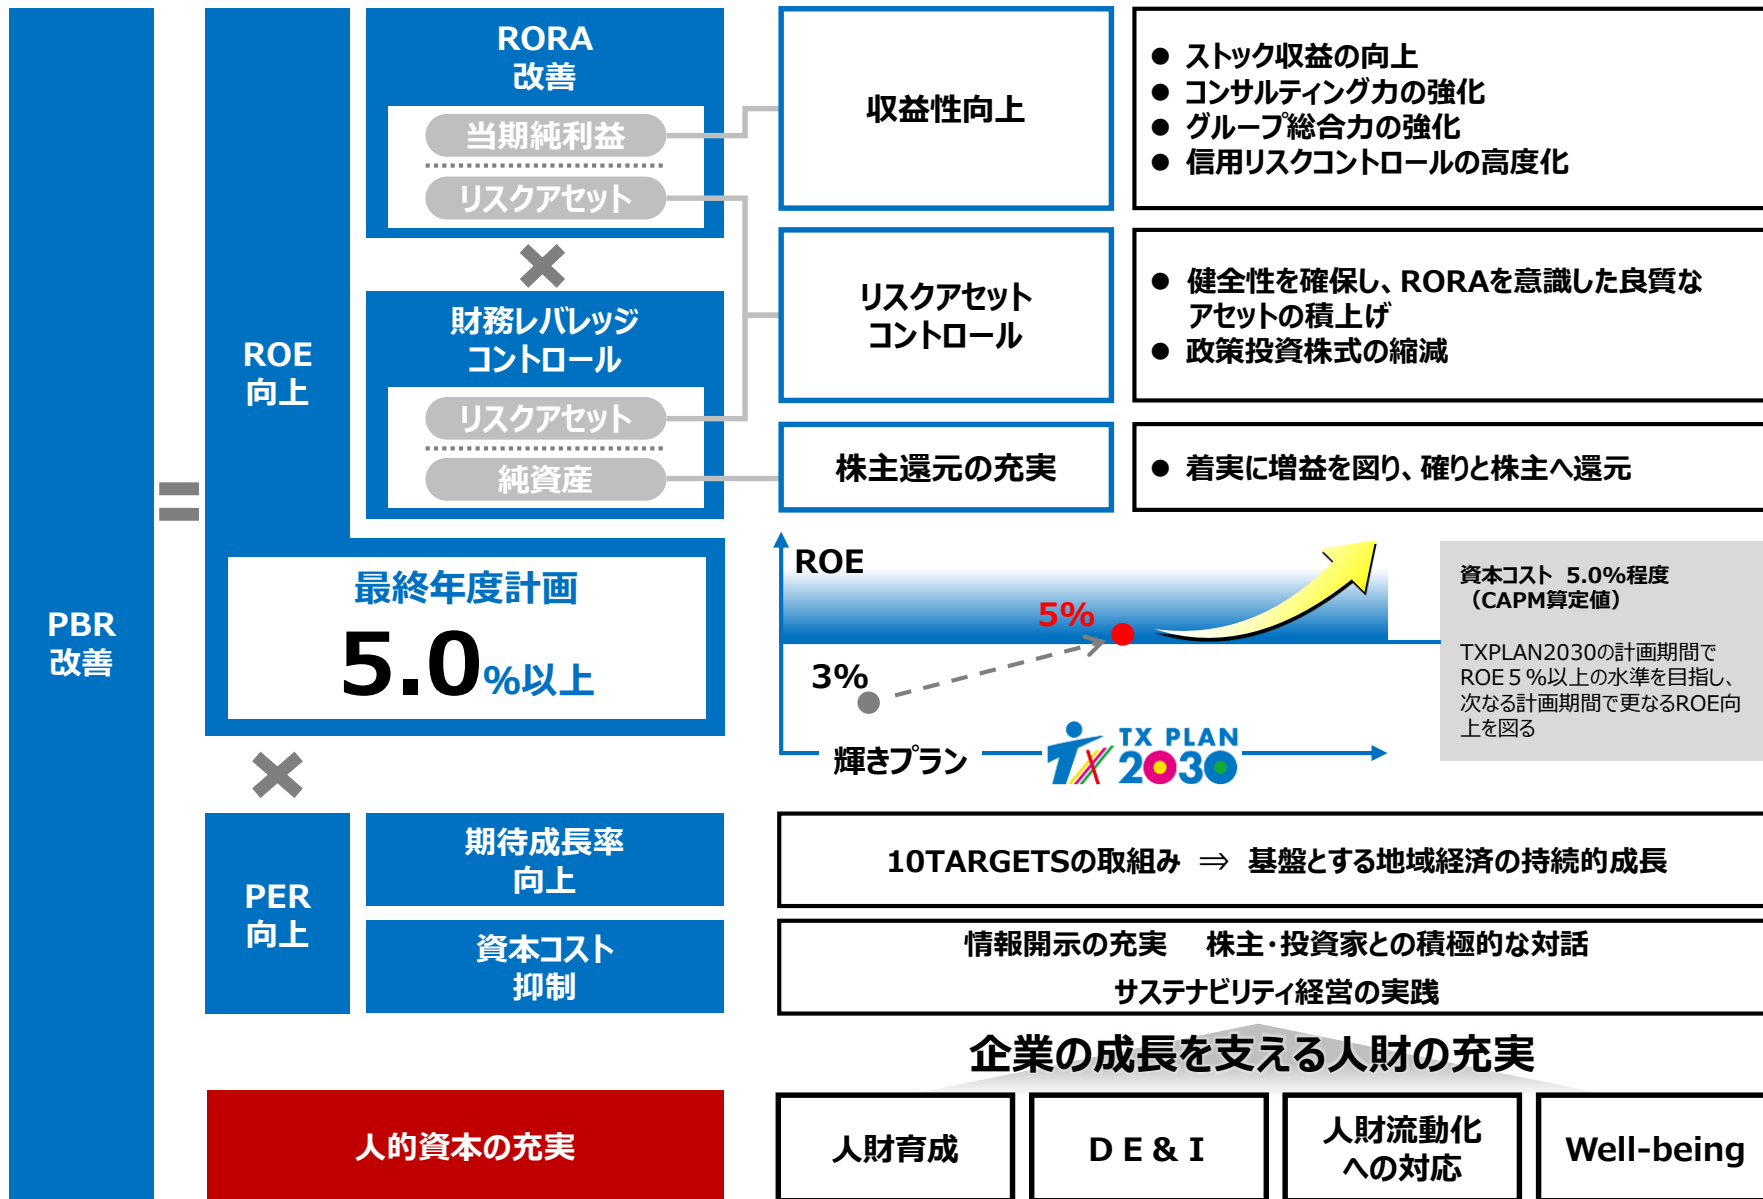 PBR
改善
=
ROE
向上
RORA
改善
当期純利益
リスクアセット
×
財務レバレッジ
コントロール
リスクアセット
純資産
収益性向上
● ストック収益の向上
● コンサルティング力の強化
● グループ総合力の強化
● 信用リスクコントロールの高度化
リスクアセット
コントロール
● 健全性を確保し、RORAを意識した良質な
アセットの積上げ
● 政策投資株式の縮減
株主還元の充実
● 着実に増益を図り、確りと株主へ還元
最終年度計画
5.0%以上
ROE
5%
3%
輝きプラン
TX PLAN
2030
資本コスト 5.0%程度
（CAPM算定値）
TXPLAN2030の計画期間で
ROE５%以上の水準を目指し、
次なる計画期間で更なるROE向
上を図る
×
PER
向上
期待成長率
向上
資本コスト
抑制
10TARGETSの取組み ⇒ 基盤とする地域経済の持続的成長
情報開示の充実 株主・投資家との積極的な対話
サステナビリティ経営の実践
企業の成長を支える人財の充実
人的資本の充実
人財育成
ＤＥ＆Ｉ
人財流動化
への対応
Well-being